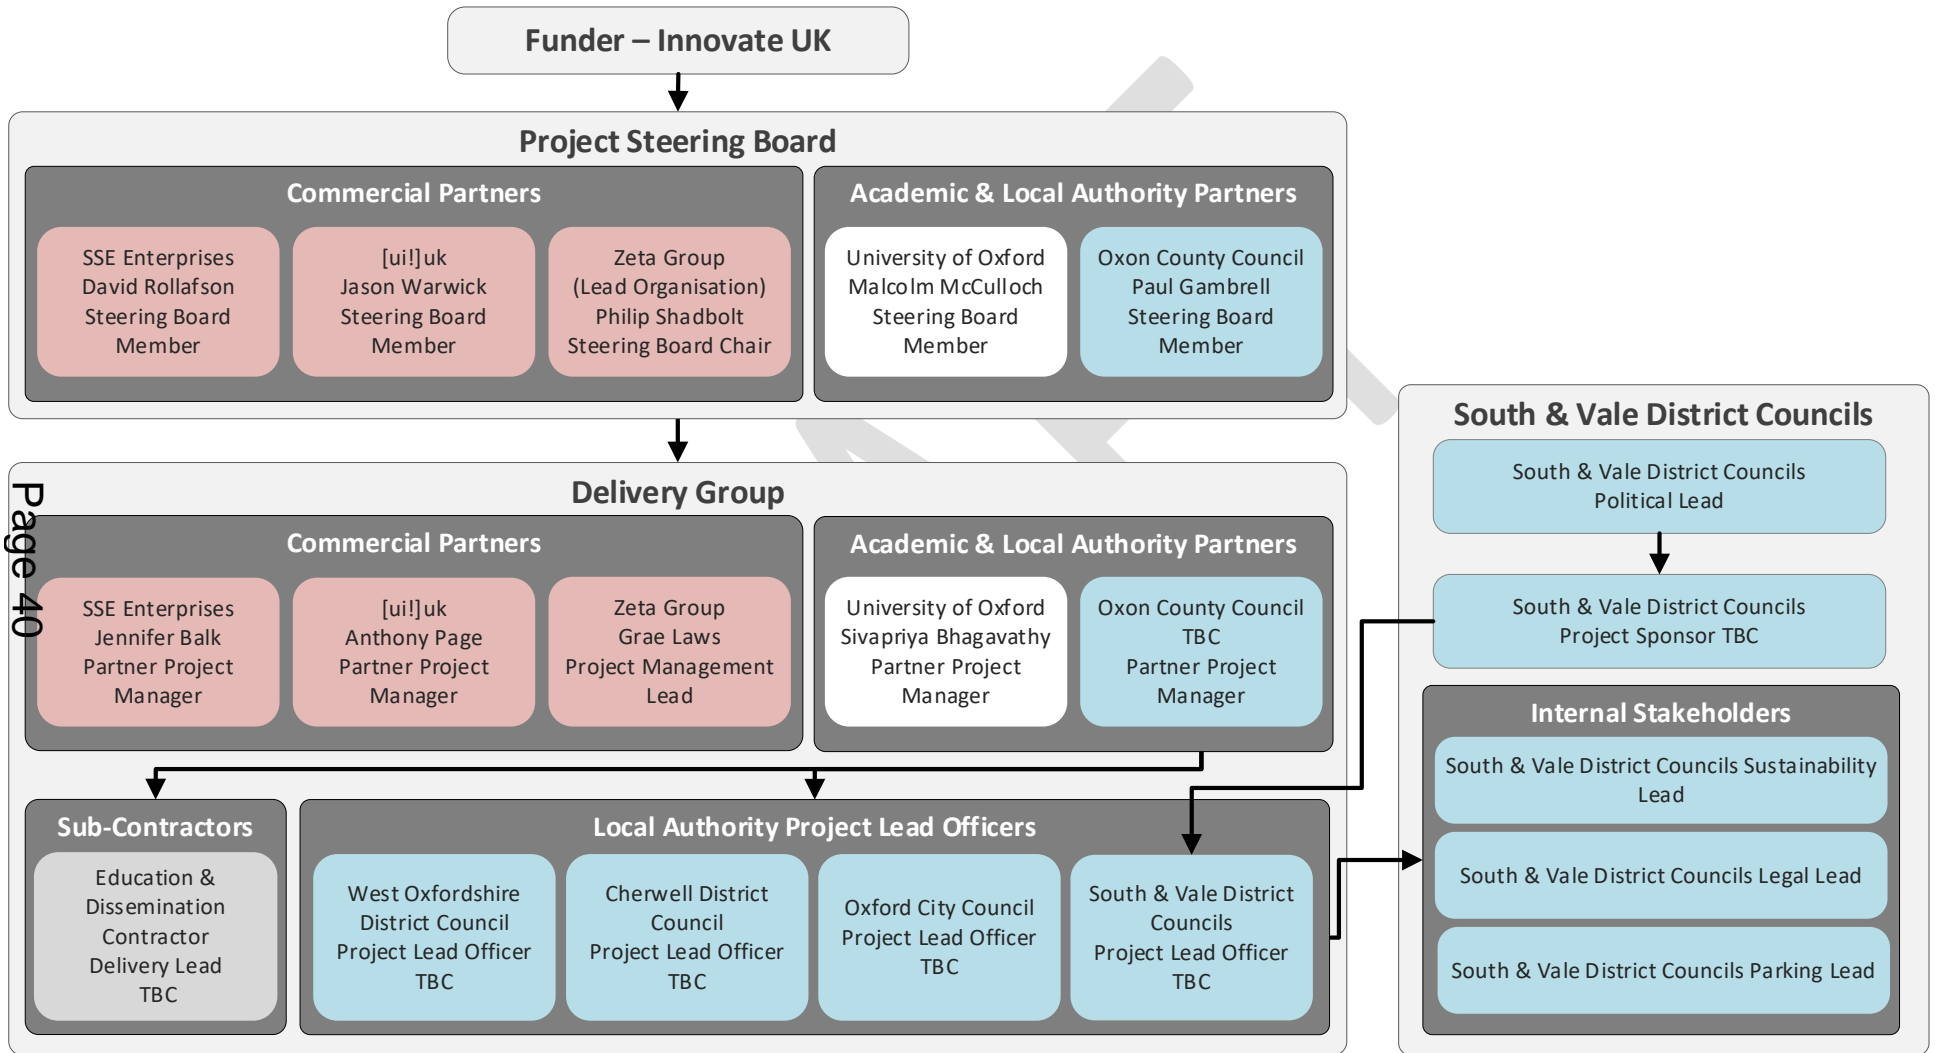 Funder – Innovate UK
Project Steering Board
Commercial Partners
SSE Enterprises
David Rollafson
Steering Board
Member
[ui!]uk
Jason Warwick
Steering Board
Member
Zeta Group
(Lead Organisation)
Philip Shadbolt
Steering Board Chair
Academic & Local Authority Partners
University of Oxford
Malcolm McCulloch
Steering Board
Member
Oxon County Council
Paul Gambrell
Steering Board
Member
Delivery Group
Commercial Partners
SSE Enterprises
Jennifer Balk
Partner Project
Manager
[ui!]uk
Anthony Page
Partner Project
Manager
Zeta Group
Grae Laws
Project Management
Lead
Academic & Local Authority Partners
University of Oxford
Sivapriya Bhagavathy
Partner Project
Manager
Oxon County Council
TBC
Partner Project
Manager
Sub-Contractors
Education &
Dissemination
Contractor
Delivery Lead
TBC
Local Authority Project Lead Officers
West Oxfordshire
District Council
Project Lead Officer
TBC
Cherwell District
Council
Project Lead Officer
TBC
Oxford City Council
Project Lead Officer
TBC
South & Vale District
Councils
Project Lead Officer
TBC
South & Vale District Councils
South & Vale District Councils
Political Lead
South & Vale District Councils
Project Sponsor TBC
Internal Stakeholders
South & Vale District Councils Sustainability
Lead
South & Vale District Councils Legal Lead
South & Vale District Councils Parking Lead
Page 40